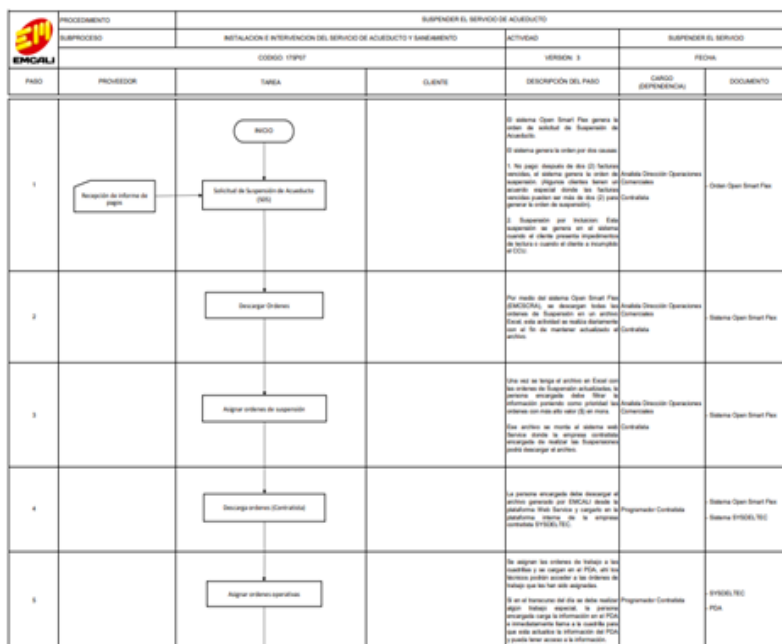 EMCALI
PROCEDIMIENTO
SUSPENDER EL SERVICIO DE ACUEDUCTO
SUBPROCESO
INSTALACION E INTERVENCION DEL SERVICIO DE ACUEDUCTO Y SANEAMIENTO
ACTIVIDAD
SUSPENDER EL SERVICIO
CODIGO: 175P07
VERSION: 3
FECHA:
PASO
PROVEEDOR
TAREA
CLIENTE
DESCRIPCIÓN DEL PASO
CARGO
(DEPENDENCIA)
DOCUMENTO
1
Recepción de informe de
pagos
INICIO
Solicitud de Suspensión de Acueducto
(SDS)
El sistema Open Smart Flex genera la
orden de solicitud de Suspensión de
Acueducto.
El sistema genera la orden por dos causas:
1. No pago: después de dos (2) facturas
vencidas, el sistema genera la orden de
suspensión (Algunos clientes tienen un
acuerdo especial donde las facturas
vencidas pueden ser más de dos (2) para
generar la orden de suspensión).
2. Suspensión por Inclusion: Esta
suspensión se genera en el sistema
cuando el cliente presenta impedimentos
de lectura o cuando el cliente a incumplido
el CCU.
Analista Dirección Operaciones
Comerciales
Contratista
- Orden Open Smart Flex
2
Descargar Ordenes
Por medio del sistema Open Smart Flex
(EMCSCRA), se descargan todas las
ordenes de Suspensión en un archivo
Excel, esta actividad se realiza diariamente
con el fin de mantener actualizado el
archivo.
Analista Dirección Operaciones
Comerciales
Contratista
- Sistema Open Smart Flex
3
Asignar ordenes de suspensión
Una vez se tenga el archivo en Excel con
las ordenes de Suspensión actualizadas, la
persona encargada debe filtrar la
información poniendo como prioridad las
ordenes con más alto valor ($) en mora.
Ese archivo se monta al sistema web
Service donde la empresa contratista
encargada de realizar las Suspensiones
podrá descargar el archivo.
Analista Dirección Operaciones
Comerciales
Contratista
- Sistema Open Smart Flex
4
Descarga ordenes (Contratista)
La persona encargada debe descargar el
archivo generado por EMCALI desde la
plataforma Web Service y cargarlo en la
plataforma interna de la empresa
contratista SYSDELTEC.
Programador Contratista
- Sistema Open Smart Flex
- Sistema SYSDELTEC
5
Asignar ordenes operativas
Se asignan las ordenes de trabajo a las
cuadrillas y se cargan en el PDA, ahí los
técnicos podrán acceder a las órdenes de
trabajo que les han sido asignadas.
Si en el transcurso del día se debe realizar
algún trabajo especial, la persona
encargada carga la información en el PDA
e inmediatamente llama a la cuadrilla para
que esta actualice la información del PDA
y pueda tener acceso a la información.
Programador Contratista
- SYSDELTEC
- PDA